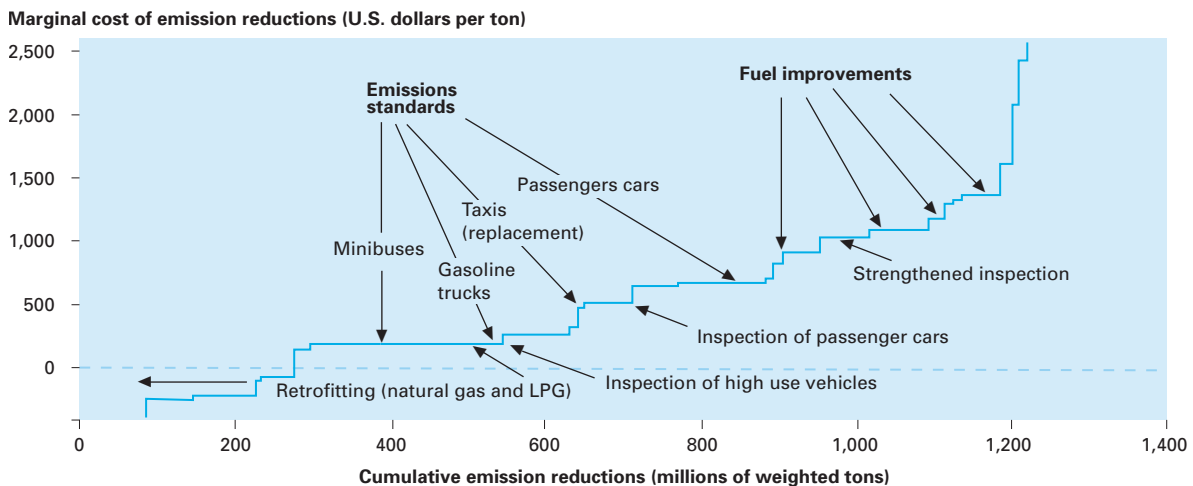 Marginal cost of emission reductions (U.S. dollars per ton)
2,500
2,000
1,500
1,000
500
0
Emissions
standards
Fuel improvements
Passengers cars
Taxis
(replacement)
Minibuses
Gasoline
trucks
Strengthened inspection
Inspection of passenger cars
Inspection of high use vehicles
Retrofitting (natural gas and LPG)
0 200 400 600 800 1,000 1,200 1,400
Cumulative emission reductions (millions of weighted tons)